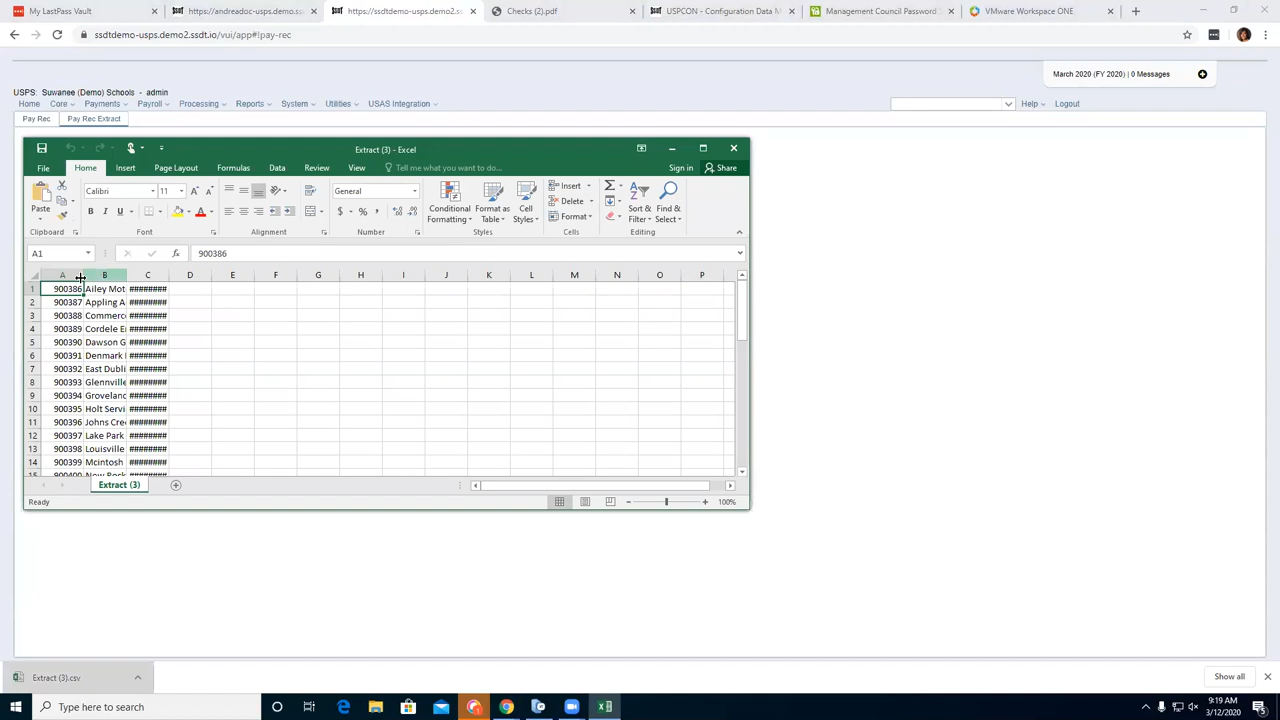 My LastPass Vault
https://andreadoc-usps.demo.ss
https://ssdtdemo-usps.demo2.ss
Checks (2).pdf
USPSCON - Configuration Data M
Management Council Password
VMware Workspace ONE
ssdtdemo-usps.demo2.ssdt.io/vui/app#!pay-rec
March 2020 (FY 2020) | 0 Messages
USPS: Suwanee (Demo) Schools - admin
Home Core Payments Payroll Processing Reports System Utilities USAS Integration Help Logout
Pay Rec Pay Rec Extract
Extract (3) - Excel
File Home Insert Page Layout Formulas Data Review View Tell me what you want to do... Sign in Share
Calibri 11 General Insert
Paste B I U $ % Conditional Format as Cell Delete Sort & Find &
Formatting Table Styles Format Filter Select
Clipboard Font Alignment Number Styles Cells Editing
A1 fx 900386
A B C D E F G H I J K L M N O P
1 900386 Ailey Mot ########
2 900387 Appling A ########
3 900388 Commerc ########
4 900389 Cordele E ########
5 900390 Dawson G ########
6 900391 Denmark ########
7 900392 East Dubli ########
8 900393 Glennville ########
9 900394 Groveland ########
10 900395 Holt Servi ########
11 900396 Johns Cre ########
12 900397 Lake Park ########
13 900398 Louisville ########
14 900399 Mcintosh ########
Extract (3)
Ready 100%
Extract (3).csv Show all
Type here to search
9:19 AM
3/12/2020